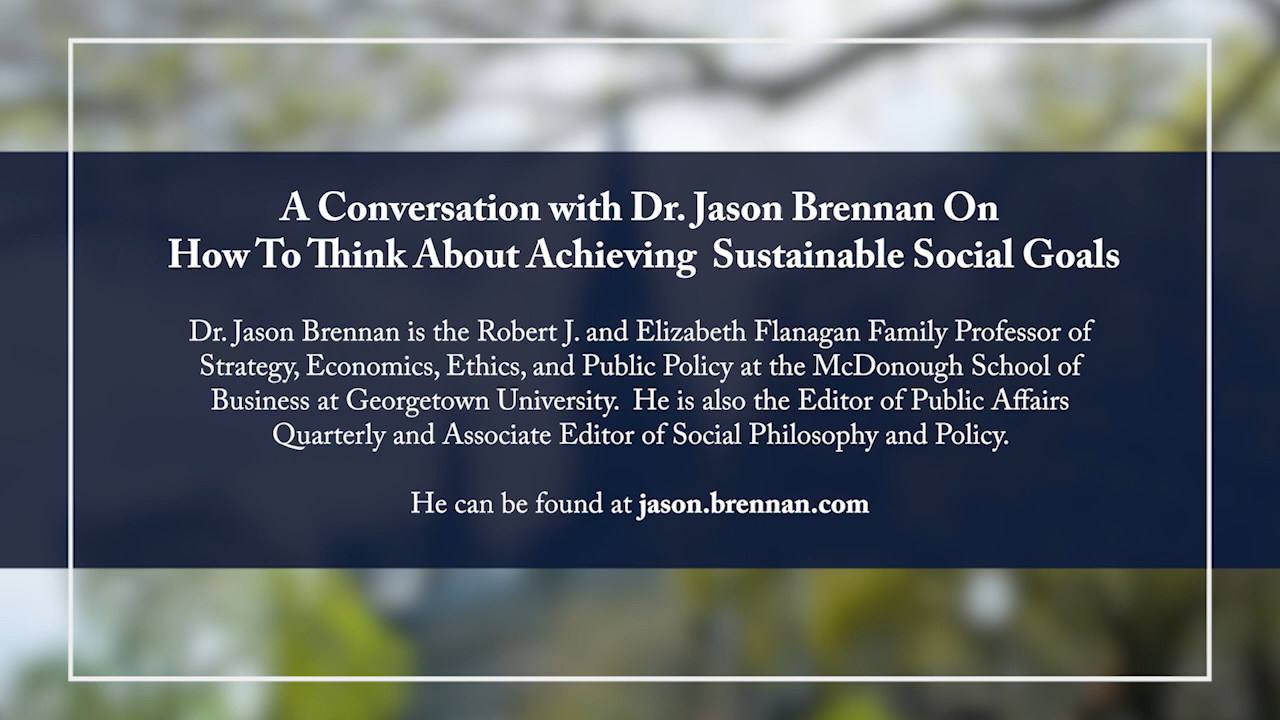 A Conversation with Dr. Jason Brennan On
How To Think About Achieving  Sustainable Social Goals
Dr. Jason Brennan is the Robert J. and Elizabeth Flanagan Family Professor of
Strategy, Economics, Ethics, and Public Policy at the McDonough School of
Business at Georgetown University.  He is also the Editor of Public Affairs
Quarterly and Associate Editor of Social Philosophy and Policy.
He can be found at jason.brennan.com